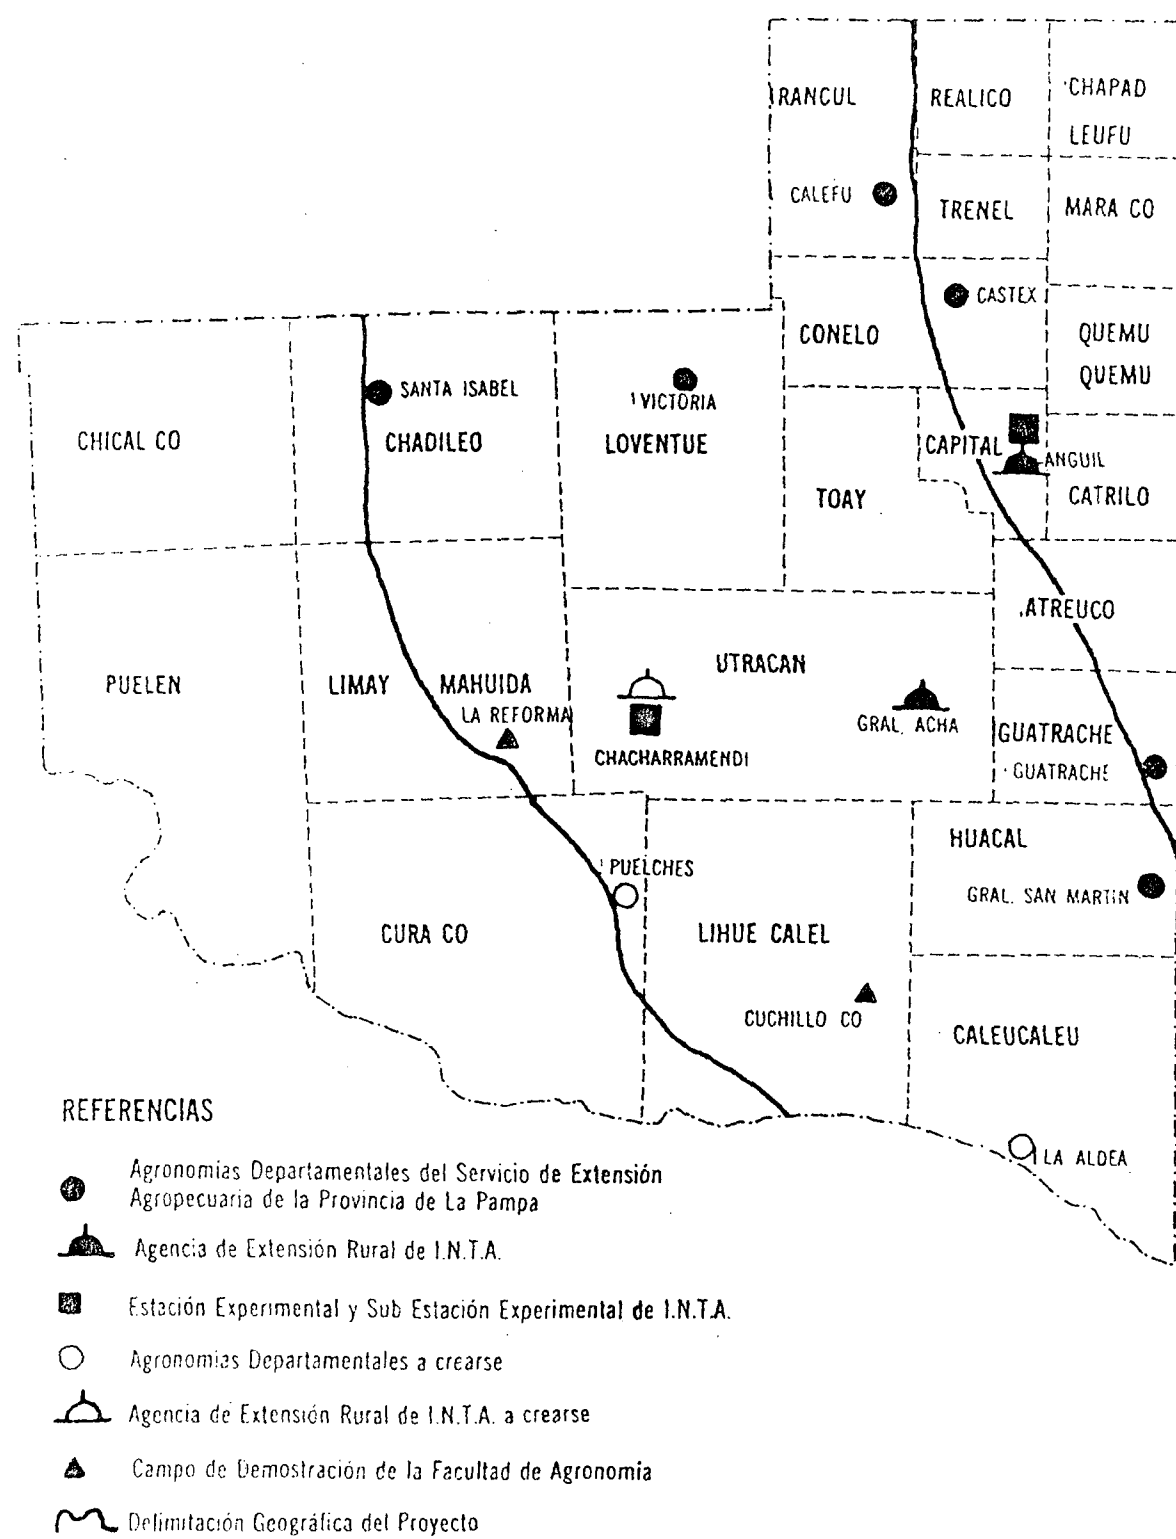 RANCUL
REALICO
CHAPAD
LEUFU
CALEFU
TRENEL
MARA CO
CASTEX
CONELO
QUEMU
QUEMU
SANTA ISABEL
VICTORIA
CHICAL CO
CHADILEO
LOVENTUE
CAPITAL
ANGUIL
TOAY
CATRILO
ATREUCO
UTRACAN
PUELEN
LIMAY
MAHUIDA
LA REFORMA
GRAL. ACHA
GUATRACHE
CHACHARRAMENDI
GUATRACHE
HUACAL
PUELCHES
GRAL. SAN MARTIN
CURA CO
LIHUE CALEL
CUCHILLO CO
CALEUCALEU
LA ALDEA
REFERENCIAS
Agronomías Departamentales del Servicio de Extensión
Agropecuaria de la Provincia de La Pampa
Agencia de Extensión Rural de I.N.T.A.
Estación Experimental y Sub Estación Experimental de I.N.T.A.
Agronomías Departamentales a crearse
Agencia de Extensión Rural de I.N.T.A. a crearse
Campo de Demostración de la Facultad de Agronomía
Delimitación Geográfica del Proyecto